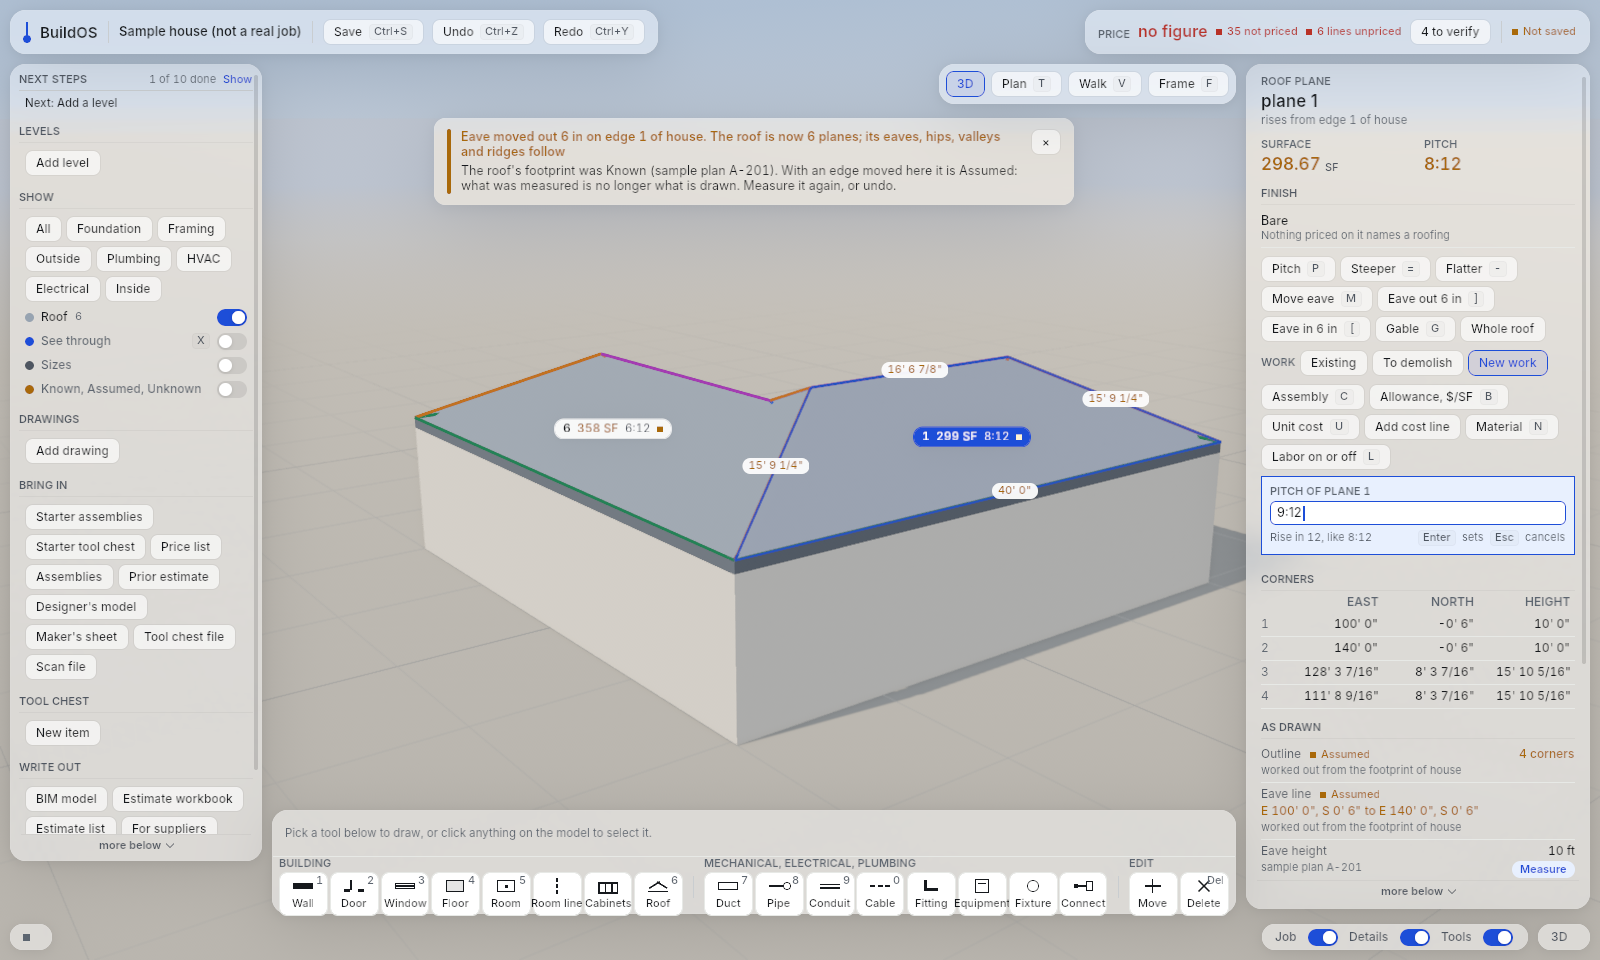 BuildOS
Sample house (not a real job)
Save Ctrl+S
Undo Ctrl+Z
Redo Ctrl+Y
PRICE no figure 35 not priced 6 lines unpriced 4 to verify Not saved
NEXT STEPS 1 of 10 done Show
Next: Add a level
LEVELS
Add level
SHOW
All Foundation Framing
Outside Plumbing HVAC
Electrical Inside
Roof 6
See through X
Sizes
Known, Assumed, Unknown
DRAWINGS
Add drawing
BRING IN
Starter assemblies
Starter tool chest Price list
Assemblies Prior estimate
Designer's model
Maker's sheet Tool chest file
Scan file
TOOL CHEST
New item
WRITE OUT
BIM model Estimate workbook
Estimate list For suppliers
more below
3D Plan T Walk V Frame F
Eave moved out 6 in on edge 1 of house. The roof is now 6 planes; its eaves, hips, valleys
and ridges follow
The roof's footprint was Known (sample plan A-201). With an edge moved here it is Assumed:
what was measured is no longer what is drawn. Measure it again, or undo.
×
16' 6 7/8"
15' 9 1/4"
6 358 SF 6:12
1 299 SF 8:12
15' 9 1/4"
40' 0"
Pick a tool below to draw, or click anything on the model to select it.
BUILDING
Wall 1
Door 2
Window 3
Floor 4
Room 5
Room line
Cabinets
Roof 6
MECHANICAL, ELECTRICAL, PLUMBING
Duct 7
Pipe 8
Conduit 9
Cable 0
Fitting
Equipment
Fixture
Connect
EDIT
Move
Delete Del
ROOF PLANE
plane 1
rises from edge 1 of house
SURFACE PITCH
298.67 SF 8:12
FINISH
Bare
Nothing priced on it names a roofing
Pitch P Steeper = Flatter -
Move eave M Eave out 6 in ]
Eave in 6 in [ Gable G Whole roof
WORK Existing To demolish New work
Assembly C Allowance, $/SF B
Unit cost U Add cost line Material N
Labor on or off L
PITCH OF PLANE 1
9:12
Rise in 12, like 8:12 Enter sets Esc cancels
CORNERS
EAST NORTH HEIGHT
1 100' 0" -0' 6" 10' 0"
2 140' 0" -0' 6" 10' 0"
3 128' 3 7/16" 8' 3 7/16" 15' 10 5/16"
4 111' 8 9/16" 8' 3 7/16" 15' 10 5/16"
AS DRAWN
Outline Assumed 4 corners
worked out from the footprint of house
Eave line Assumed
E 100' 0", S 0' 6" to E 140' 0", S 0' 6"
worked out from the footprint of house
Eave height 10 ft
sample plan A-201 Measure
more below
Job Details Tools 3D